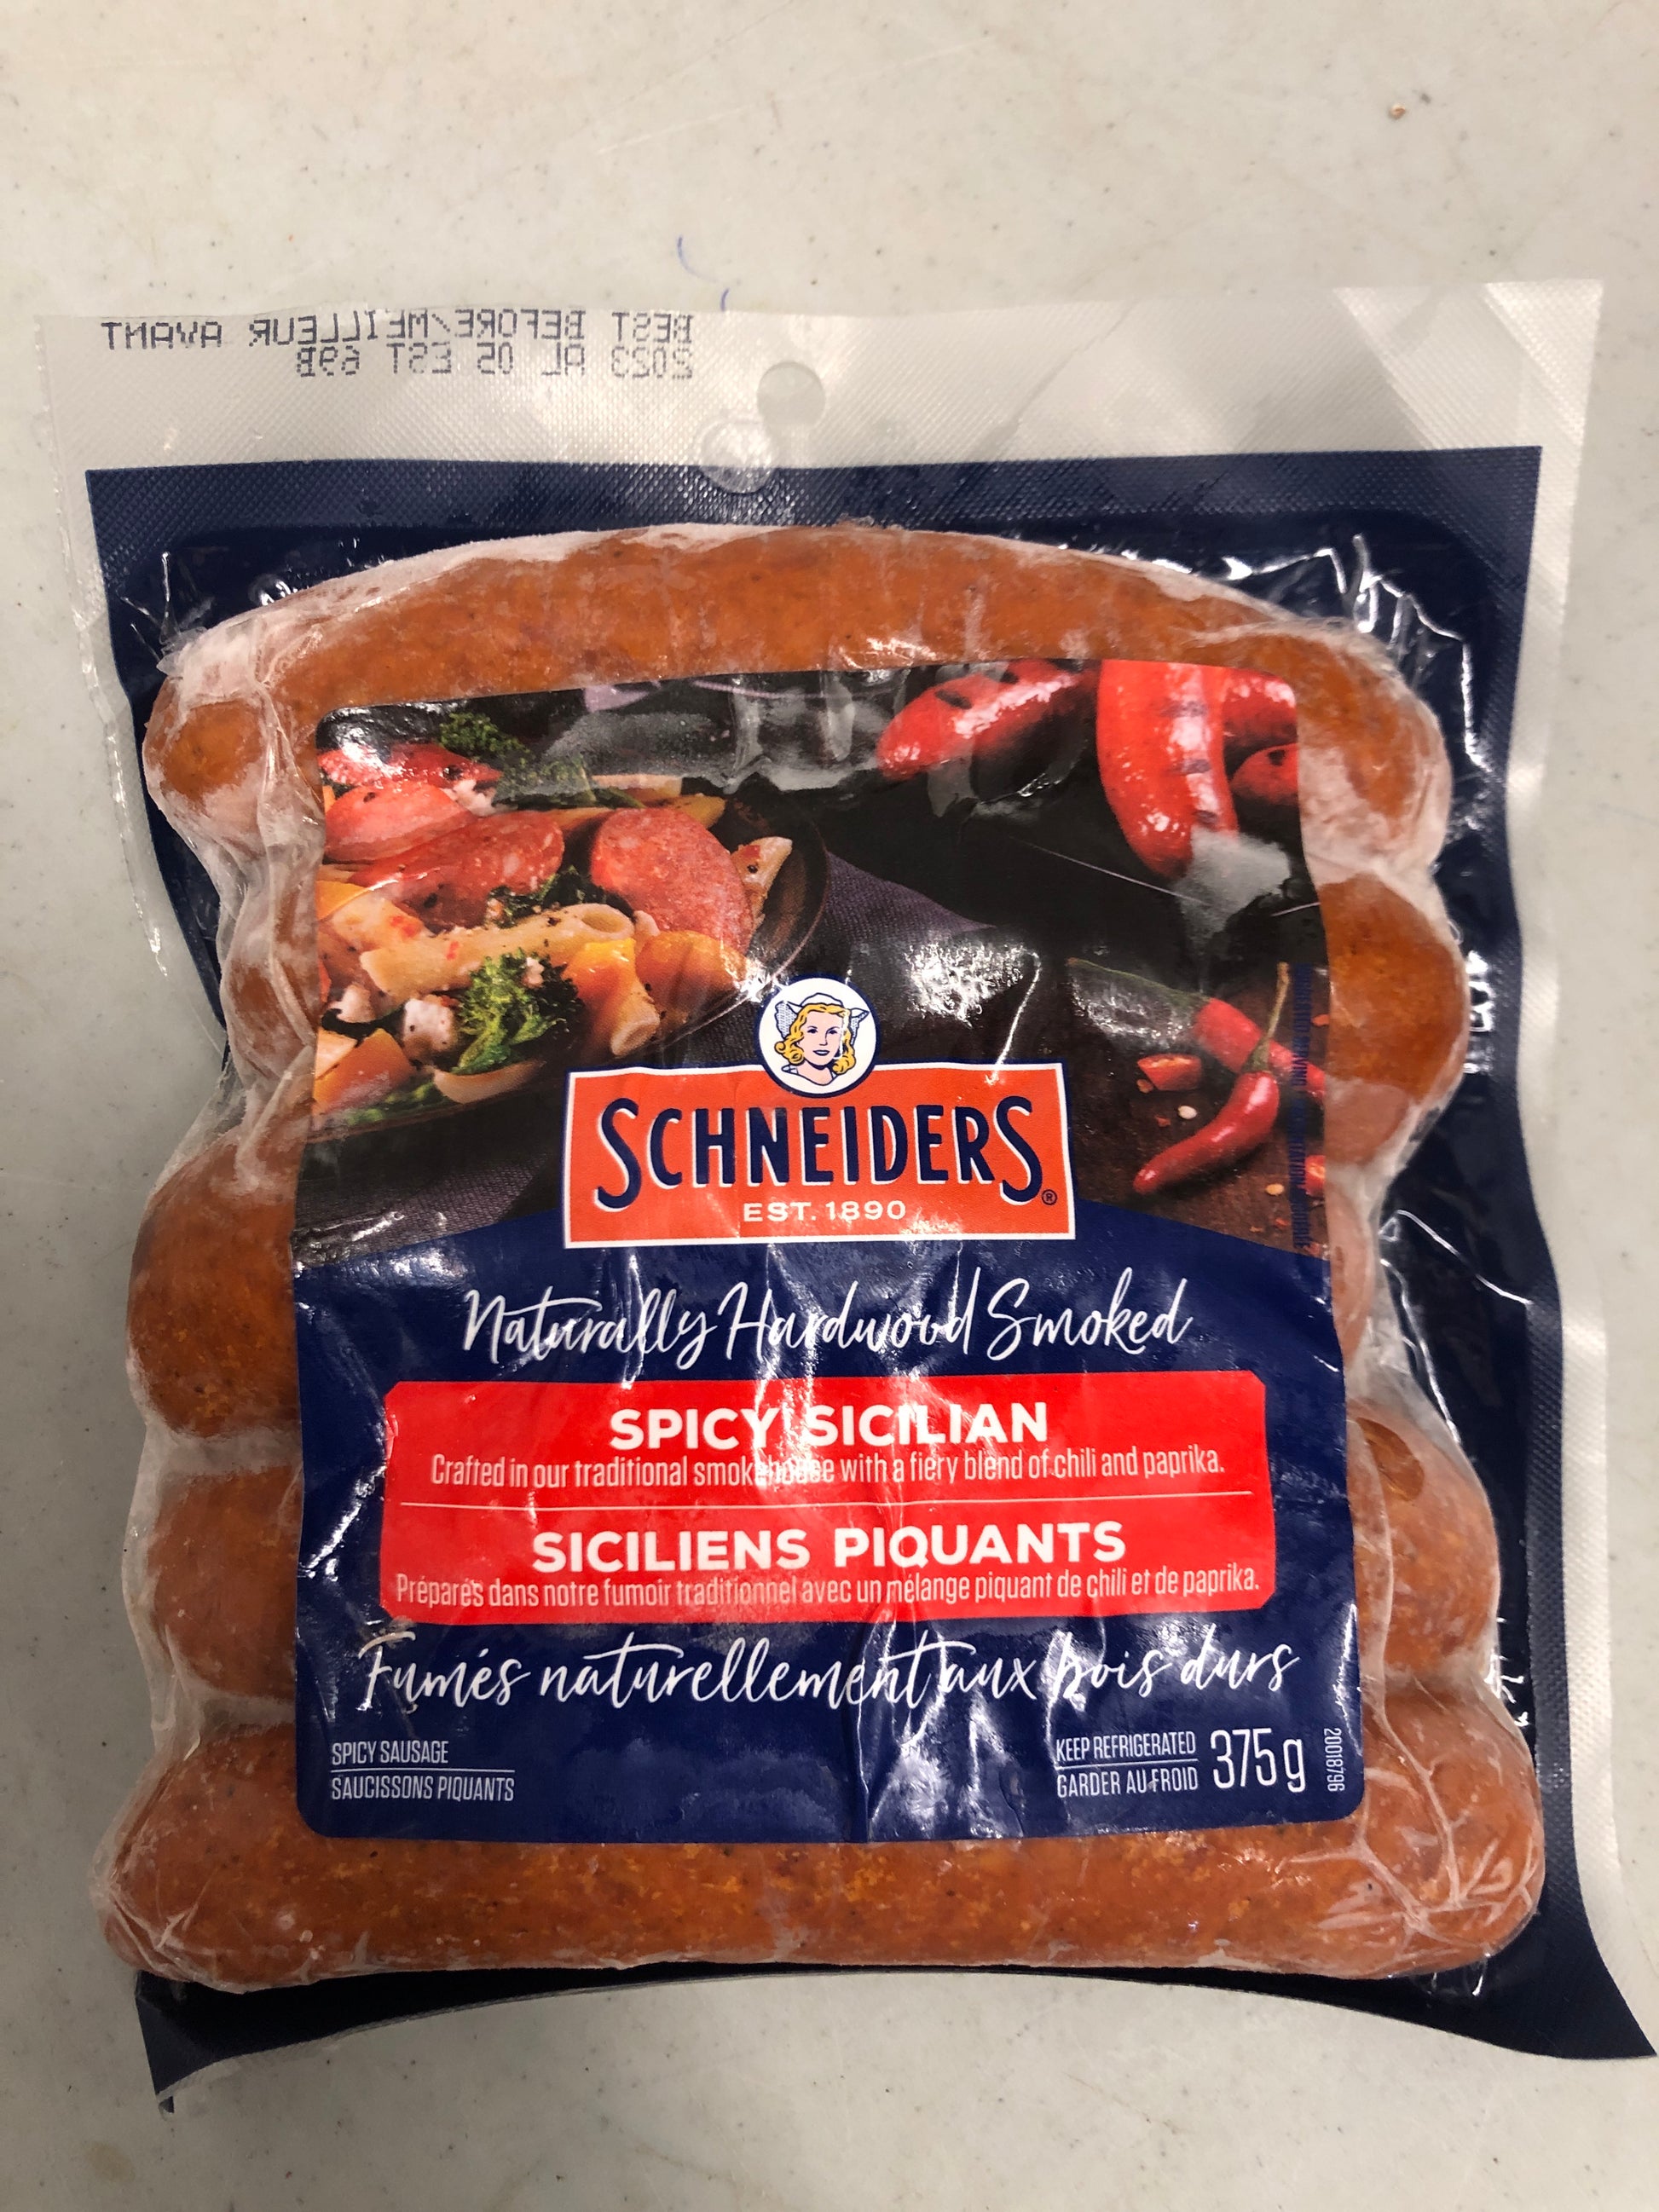 BEST BEFORE/MEILLEUR AVANT
2023 AL 05 EST 69B
SCHNEIDERS®
EST. 1890
Naturally Hardwood Smoked
SPICY SICILIAN
Crafted in our traditional smokehouse with a fiery blend of chili and paprika.
SICILIENS PIQUANTS
Préparés dans notre fumoir traditionnel avec un mélange piquant de chili et de paprika.
Fumés naturellement aux bois durs
SPICY SAUSAGE
SAUCISSONS PIQUANTS
KEEP REFRIGERATED
GARDER AU FROID
375 g
20018796